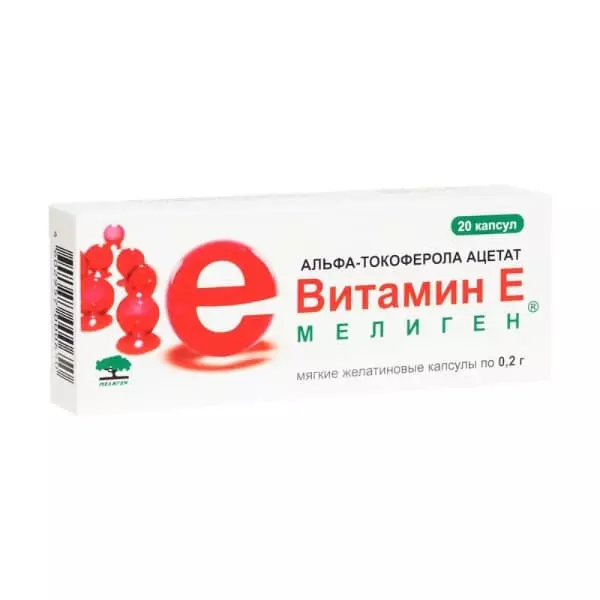 20 капсул
АЛЬФА-ТОКОФЕРОЛА АЦЕТАТ
е Витамин Е
МЕЛИГЕН®
мягкие желатиновые капсулы по 0,2 г
МЕЛИГЕН